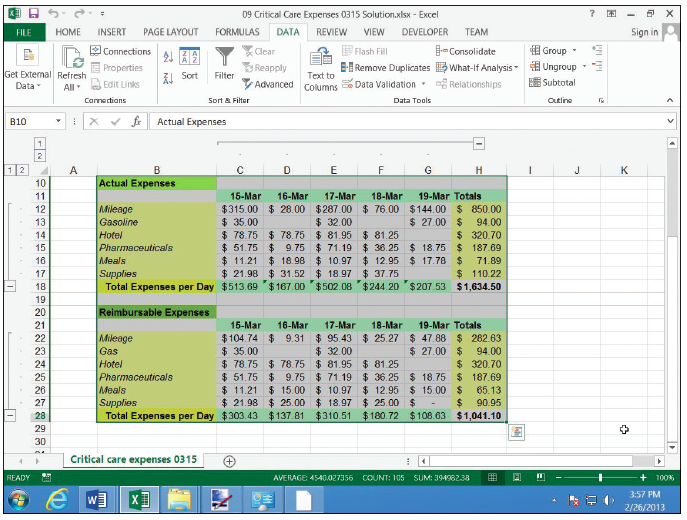 09 Critical Care Expenses 0315 Solution.xlsx - Excel
FILE HOME INSERT PAGE LAYOUT FORMULAS DATA REVIEW VIEW DEVELOPER TEAM Sign in
Get External Data
Refresh All
Connections
Properties
Edit Links
Connections
Sort
Filter
Clear
Reapply
Advanced
Sort & Filter
Text to Columns
Flash Fill
Remove Duplicates
Data Validation
Consolidate
What-If Analysis
Relationships
Data Tools
Group
Ungroup
Subtotal
Outline
B10 fx Actual Expenses
1
2
1 2 A B C D E F G H I J K
10 Actual Expenses
11 15-Mar 16-Mar 17-Mar 18-Mar 19-Mar Totals
12 Mileage $315.00 $ 28.00 $287.00 $ 76.00 $144.00 $ 850.00
13 Gasoline $ 35.00 $ 32.00 $ 27.00 $ 94.00
14 Hotel $ 78.75 $ 78.75 $ 81.95 $ 81.25 $ 320.70
15 Pharmaceuticals $ 51.75 $ 9.75 $ 71.19 $ 36.25 $ 18.75 $ 187.69
16 Meals $ 11.21 $ 18.98 $ 10.97 $ 12.95 $ 17.78 $ 71.89
17 Supplies $ 21.98 $ 31.52 $ 18.97 $ 37.75 $ 110.22
18 Total Expenses per Day $513.69 $167.00 $502.08 $244.20 $207.53 $1,634.50
19
20 Reimbursable Expenses
21 15-Mar 16-Mar 17-Mar 18-Mar 19-Mar Totals
22 Mileage $104.74 $ 9.31 $ 95.43 $ 25.27 $ 47.88 $ 282.63
23 Gas $ 35.00 $ 32.00 $ 27.00 $ 94.00
24 Hotel $ 78.75 $ 78.75 $ 81.95 $ 81.25 $ 320.70
25 Pharmaceuticals $ 51.75 $ 9.75 $ 71.19 $ 36.25 $ 18.75 $ 187.69
26 Meals $ 11.21 $ 15.00 $ 10.97 $ 12.95 $ 15.00 $ 65.13
27 Supplies $ 21.98 $ 25.00 $ 18.97 $ 25.00 $ - $ 90.95
28 Total Expenses per Day $303.43 $137.81 $310.51 $180.72 $108.63 $1,041.10
29
30
Critical care expenses 0315
READY AVERAGE: 4540.027356 COUNT: 105 SUM: 394982.38 100%
3:57 PM
2/26/2013